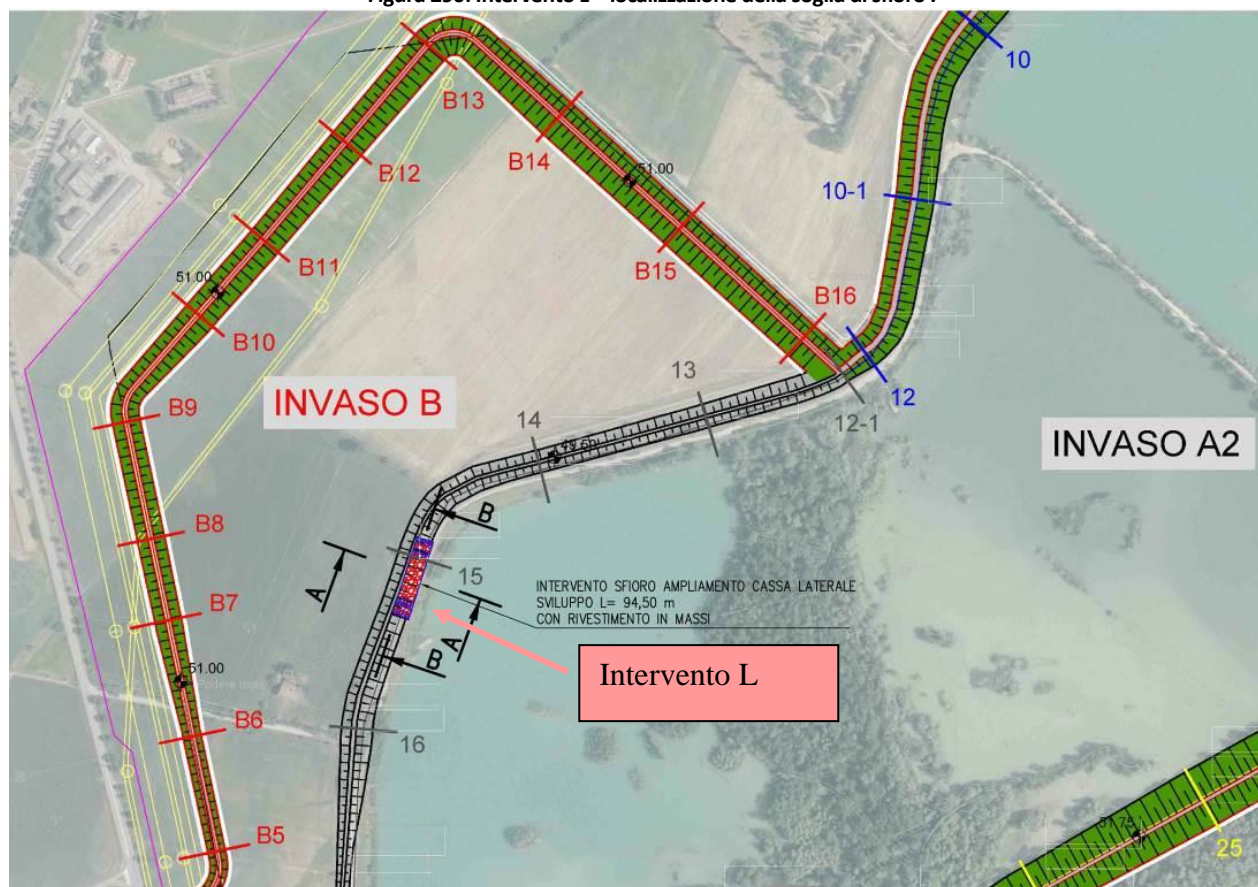 10
B13
B14
B12
51.00
10-1
B11
B15
51.00
B10
B16
13
INVASO B
12
B9
14
12-1
INVASO A2
B
B8
A
15
INTERVENTO SFIORO AMPLIAMENTO CASSA LATERALE
SVILUPPO L= 94,50 m
CON RIVESTIMENTO IN MASSI
B7
A
B
Intervento L
51.00
B6
16
51.75
B5
25